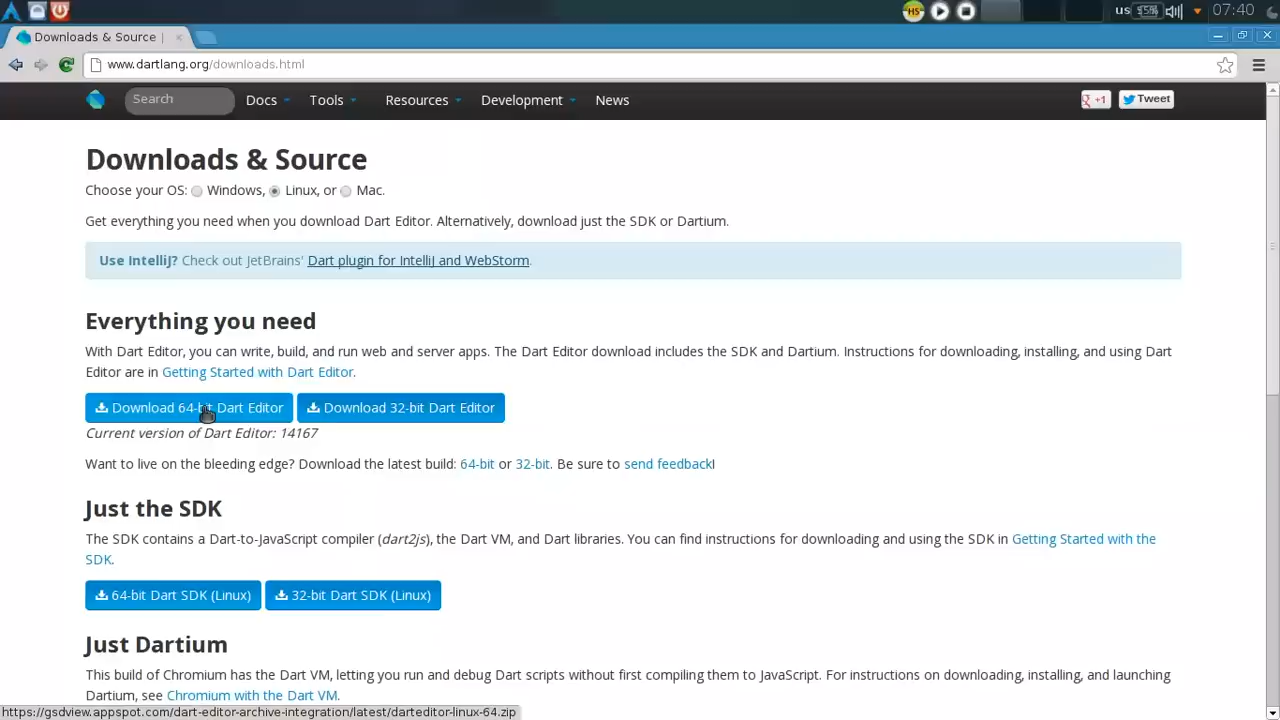 us 95% 07:40
Downloads & Source |
www.dartlang.org/downloads.html
Search Docs Tools Resources Development News +1 Tweet
Downloads & Source
Choose your OS: Windows, Linux, or Mac.
Get everything you need when you download Dart Editor. Alternatively, download just the SDK or Dartium.
Use IntelliJ? Check out JetBrains' Dart plugin for IntelliJ and WebStorm.
Everything you need
With Dart Editor, you can write, build, and run web and server apps. The Dart Editor download includes the SDK and Dartium. Instructions for downloading, installing, and using Dart
Editor are in Getting Started with Dart Editor.
Download 64-bit Dart Editor Download 32-bit Dart Editor
Current version of Dart Editor: 14167
Want to live on the bleeding edge? Download the latest build: 64-bit or 32-bit. Be sure to send feedback!
Just the SDK
The SDK contains a Dart-to-JavaScript compiler (dart2js), the Dart VM, and Dart libraries. You can find instructions for downloading and using the SDK in Getting Started with the
SDK.
64-bit Dart SDK (Linux) 32-bit Dart SDK (Linux)
Just Dartium
This build of Chromium has the Dart VM, letting you run and debug Dart scripts without first compiling them to JavaScript. For instructions on downloading, installing, and launching
Dartium, see Chromium with the Dart VM.
https://gsdview.appspot.com/dart-editor-archive-integration/latest/darteditor-linux-64.zip